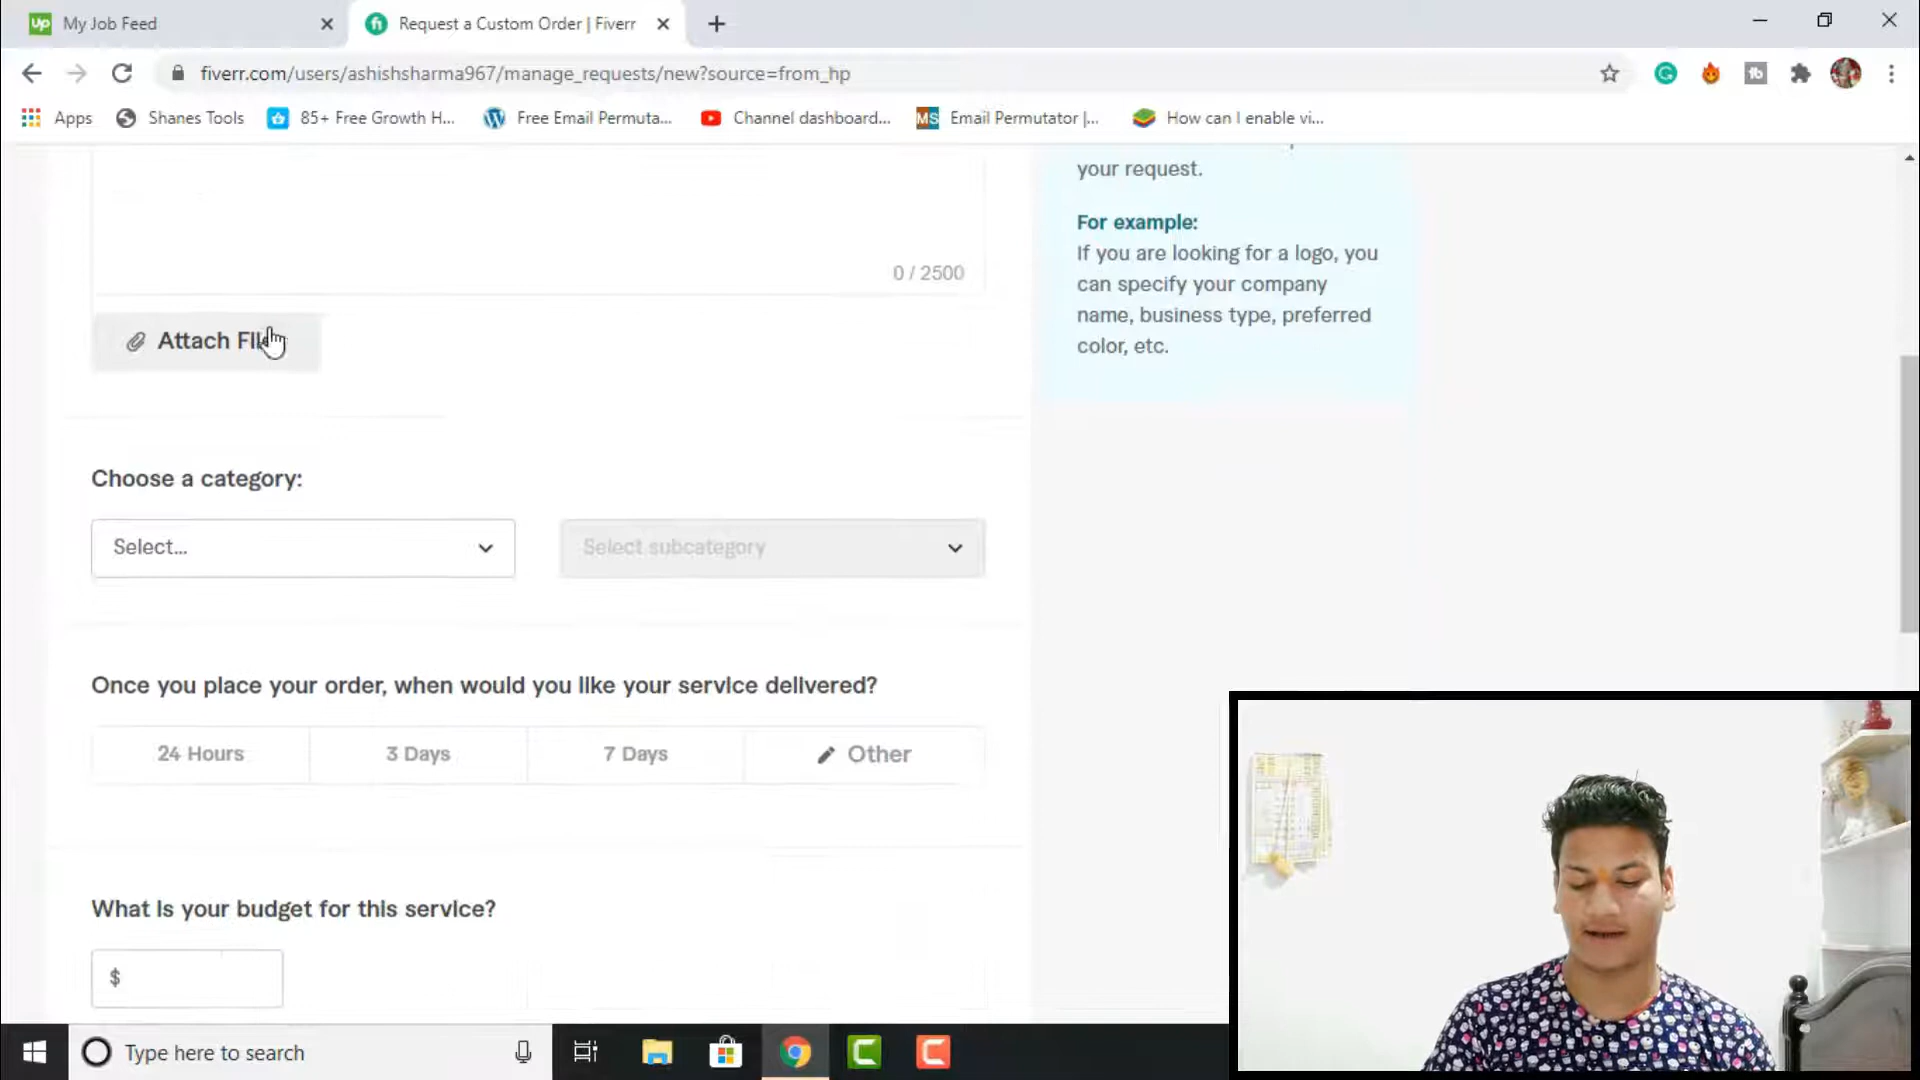 up My Job Feed
fi Request a Custom Order | Fiverr
fiverr.com/users/ashishsharma967/manage_requests/new?source=from_hp
Apps Shanes Tools 85+ Free Growth H... Free Email Permuta... Channel dashboard... MS Email Permutator |... How can I enable vi...
your request.
For example:
If you are looking for a logo, you
can specify your company
name, business type, preferred
color, etc.
0 / 2500
Attach File
Choose a category:
Select...
Select subcategory
Once you place your order, when would you like your service delivered?
24 Hours
3 Days
7 Days
Other
What is your budget for this service?
$
Type here to search